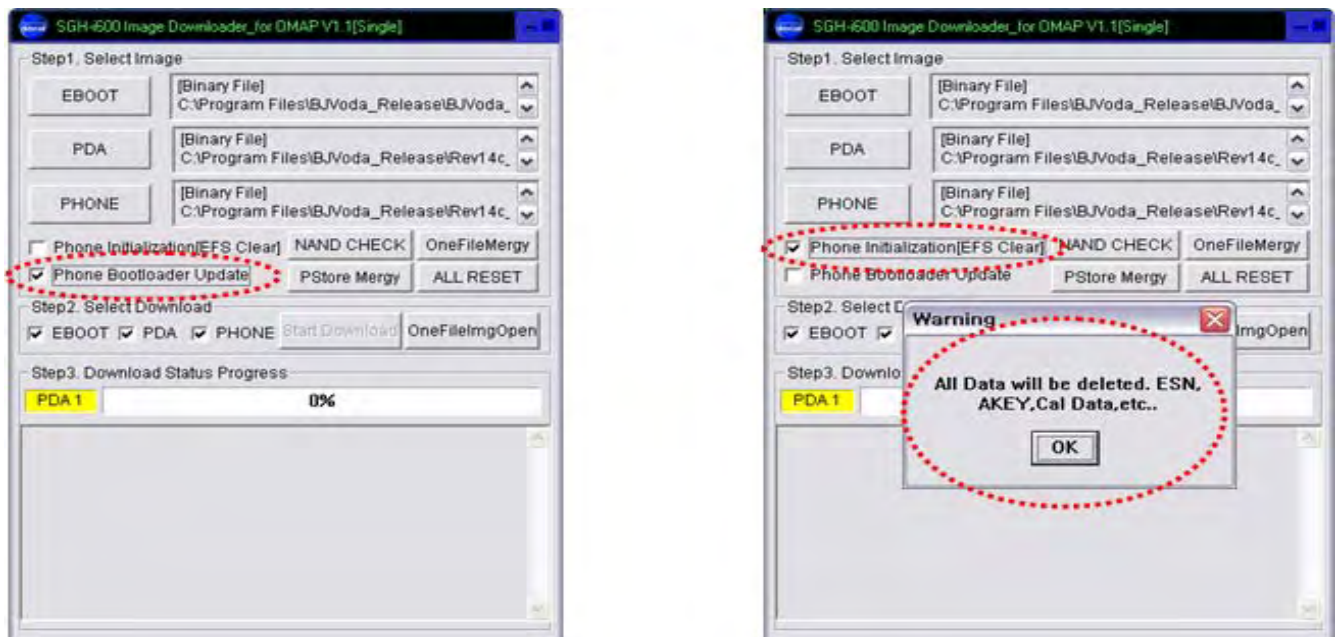 SGH-i600 Image Downloader_for OMAP V1.1[Single]
Step1. Select Image
EBOOT
[Binary File]
C:\Program Files\BJVoda_Release\BJVoda_
PDA
[Binary File]
C:\Program Files\BJVoda_Release\Rev14c_
PHONE
[Binary File]
C:\Program Files\BJVoda_Release\Rev14c_
Phone Initialization[EFS Clear] NAND CHECK OneFileMergy
Phone Bootloader Update PStore Mergy ALL RESET
Step2. Select Download
EBOOT PDA PHONE Start Download OneFileImgOpen
Step3. Download Status Progress
PDA 1 0%
SGH-i600 Image Downloader_for OMAP V1.1[Single]
Step1. Select Image
EBOOT
[Binary File]
C:\Program Files\BJVoda_Release\BJVoda_
PDA
[Binary File]
C:\Program Files\BJVoda_Release\Rev14c_
PHONE
[Binary File]
C:\Program Files\BJVoda_Release\Rev14c_
Phone Initialization[EFS Clear] NAND CHECK OneFileMergy
Phone Bootloader Update PStore Mergy ALL RESET
Step2. Select D
EBOOT ImgOpen
Step3. Downlo
PDA 1
Warning
All Data will be deleted. ESN,
AKEY,Cal Data,etc..
OK